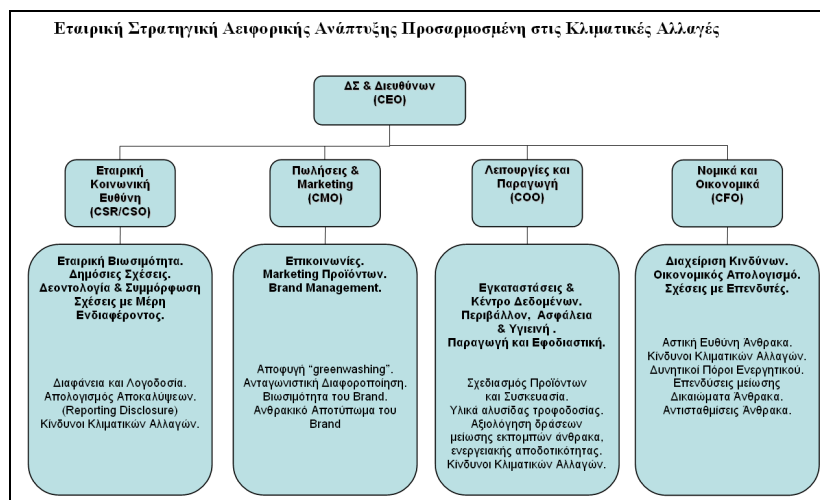 Εταιρική Στρατηγική Αειφορικής Ανάπτυξης Προσαρμοσμένη στις Κλιματικές Αλλαγές
ΔΣ & Διευθύνων
(CEO)
Εταιρική
Κοινωνική
Ευθύνη
(CSR/CSO)
Πωλήσεις &
Marketing
(CMO)
Λειτουργίες και
Παραγωγή
(COO)
Νομικά και
Οικονομικά
(CFO)
Εταιρική Βιωσιμότητα.
Δημόσιες Σχέσεις.
Δεοντολογία & Συμμόρφωση
Σχέσεις με Μέρη
Ενδιαφέροντος.
Διαφάνεια και Λογοδοσία.
Απολογισμός Αποκαλύψεων.
(Reporting Disclosure)
Κίνδυνοι Κλιματικών Αλλαγών.
Επικοινωνίες.
Marketing Προϊόντων.
Brand Management.
Αποφυγή "greenwashing".
Ανταγωνιστική Διαφοροποίηση.
Βιωσιμότητα του Brand.
Ανθρακικό Αποτύπωμα του
Brand
Εγκαταστάσεις &
Κέντρο Δεδομένων.
Περιβάλλον, Ασφάλεια
& Υγιεινή .
Παραγωγή και Εφοδιαστική.
Σχεδιασμός Προϊόντων
και Συσκευασία.
Υλικά αλυσίδας τροφοδοσίας.
Αξιολόγηση δράσεων
μείωσης εκπομπών άνθρακα,
ενεργειακής αποδοτικότητας.
Κίνδυνοι Κλιματικών Αλλαγών.
Διαχείριση Κινδύνων.
Οικονομικός Απολογισμό.
Σχέσεις με Επενδυτές.
Αστική Ευθύνη Άνθρακα.
Κίνδυνοι Κλιματικών Αλλαγών.
Δυνητικοί Πόροι Ενεργητικού.
Επενδύσεις μείωσης
Δικαιώματα Άνθρακα.
Αντισταθμίσεις Άνθρακα.